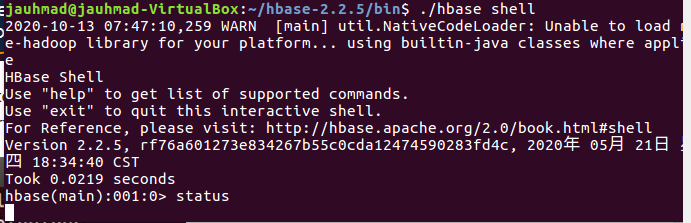 jauhmad@jauhmad-VirtualBox:~/hbase-2.2.5/bin$ ./hbase shell
2020-10-13 07:47:10,259 WARN  [main] util.NativeCodeLoader: Unable to load
e-hadoop library for your platform... using builtin-java classes where appli
e
HBase Shell
Use "help" to get list of supported commands.
Use "exit" to quit this interactive shell.
For Reference, please visit: http://hbase.apache.org/2.0/book.html#shell
Version 2.2.5, rf76a601273e834267b55c0cda12474590283fd4c, 2020年 05月 21日
四 18:34:40 CST
Took 0.0219 seconds
hbase(main):001:0> status